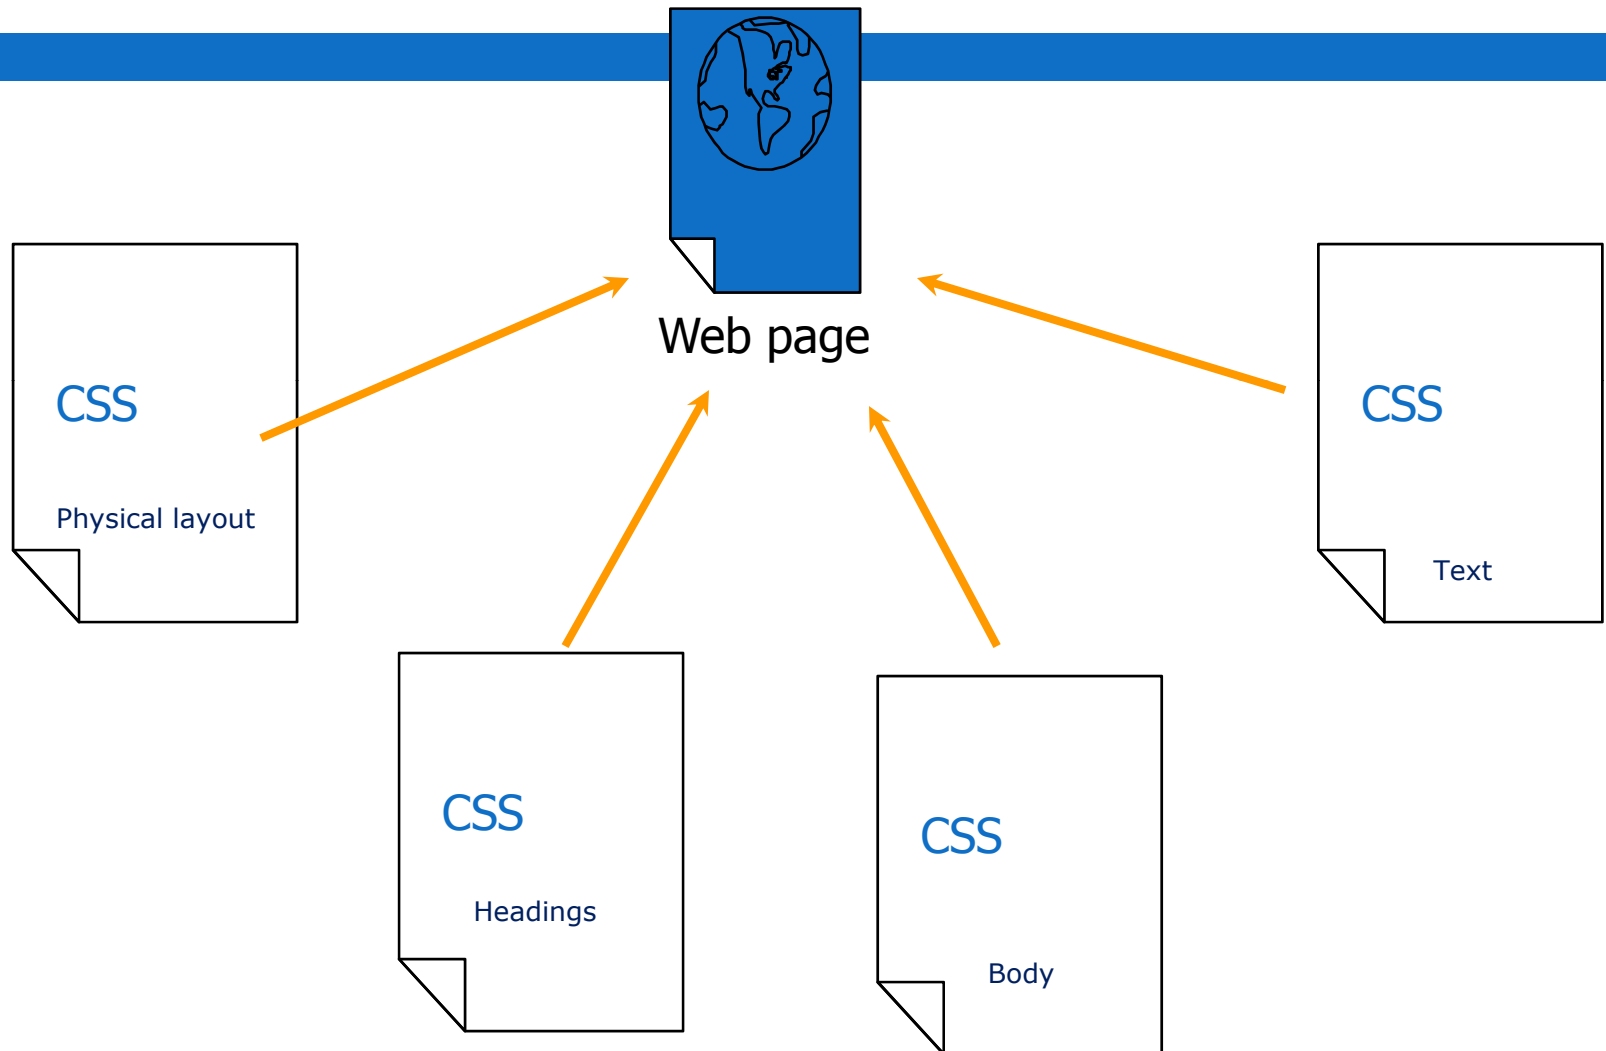 Web page
CSS
Physical layout
CSS
Text
CSS
Headings
CSS
Body